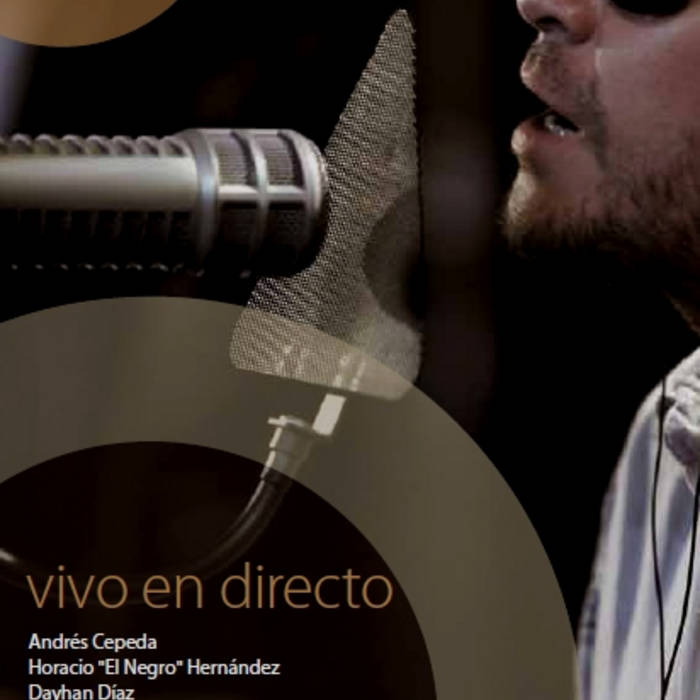 vivo en directo
Andrés Cepeda
Horacio "El Negro" Hernández
Dayhan Díaz